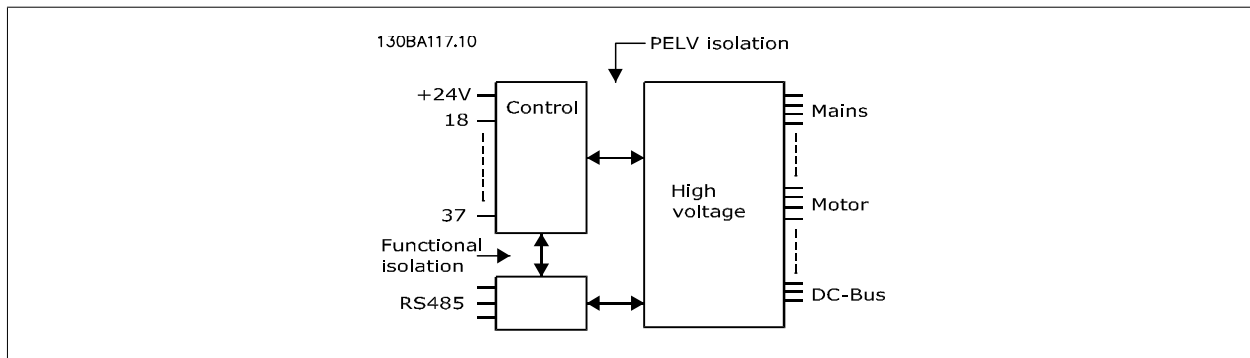 130BA117.10
PELV isolation
+24V
Control
18
Mains
High
voltage
37
Motor
Functional
isolation
RS485
DC-Bus